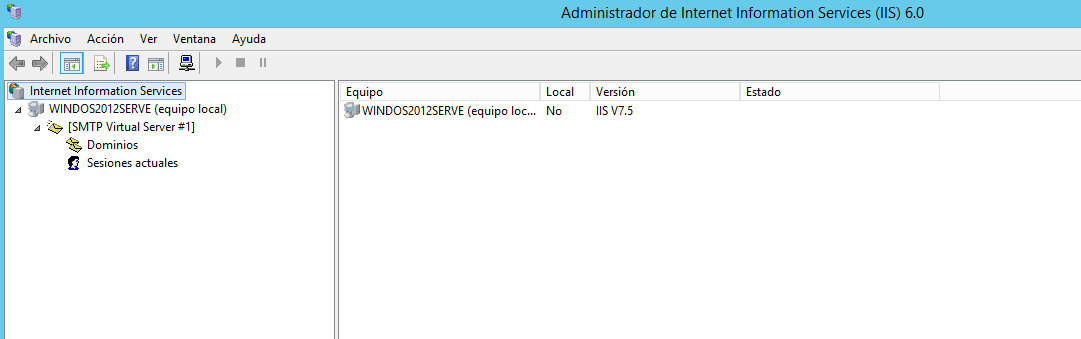 Administrador de Internet Information Services (IIS) 6.0
Archivo Acción Ver Ventana Ayuda
Internet Information Services
WINDOS2012SERVE (equipo local)
[SMTP Virtual Server #1]
Dominios
Sesiones actuales
Equipo Local Versión Estado
WINDOS2012SERVE (equipo loc... No IIS V7.5